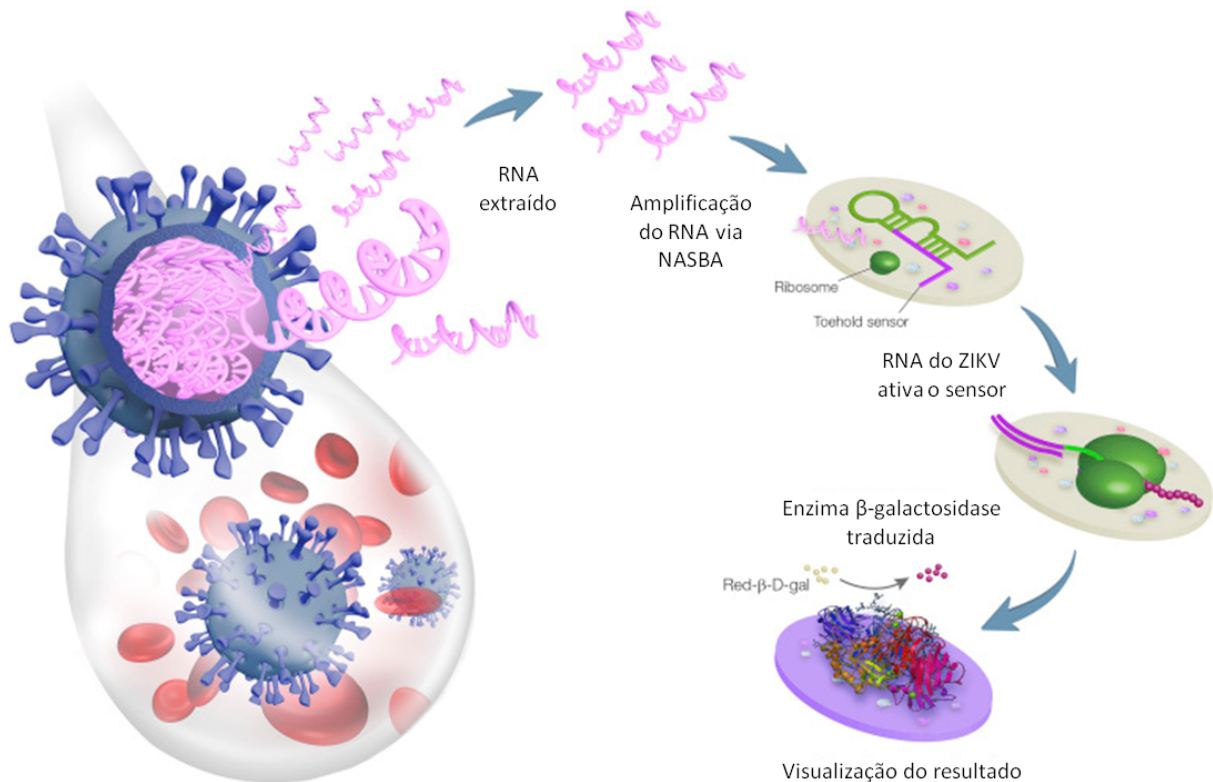 RNA
extraído
Amplificação
do RNA via
NASBA
Ribosome
Toehold sensor
RNA do ZIKV
ativa o sensor
Enzima β-galactosidase
traduzida
Red-β-D-gal
Visualização do resultado